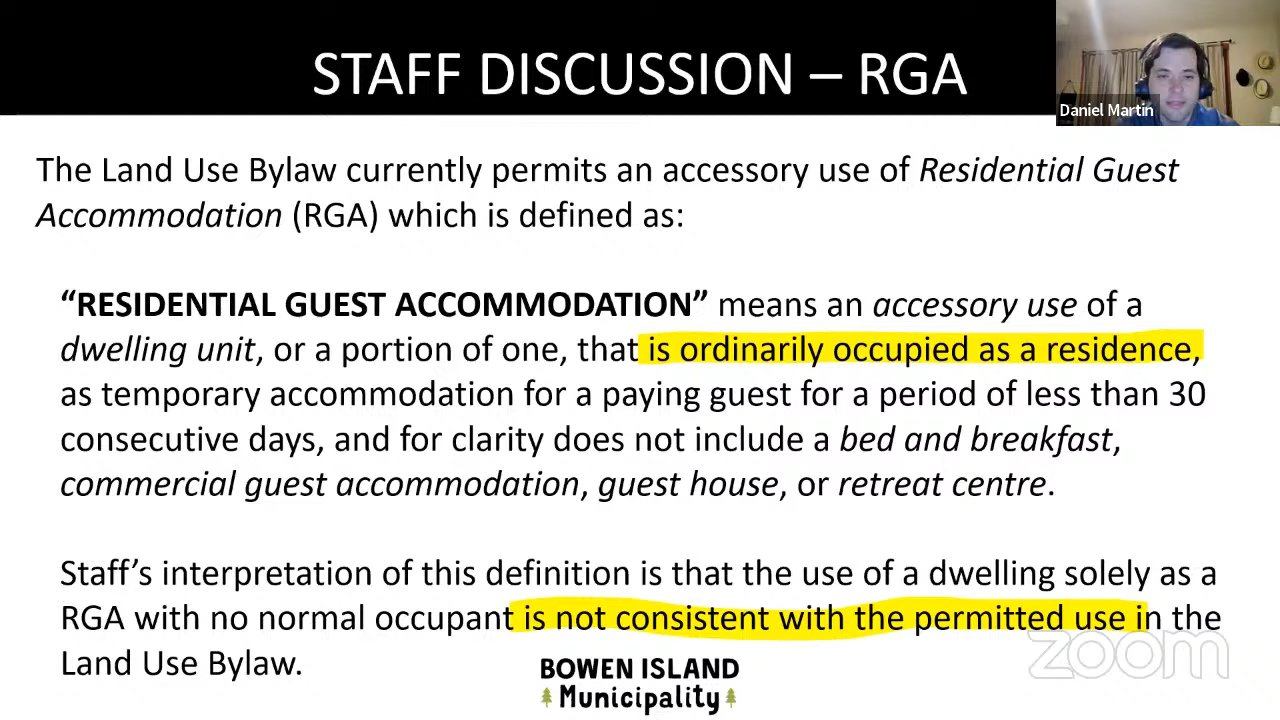 STAFF DISCUSSION – RGA
Daniel Martin
The Land Use Bylaw currently permits an accessory use of Residential Guest
Accommodation (RGA) which is defined as:
“RESIDENTIAL GUEST ACCOMMODATION” means an accessory use of a
dwelling unit, or a portion of one, that is ordinarily occupied as a residence,
as temporary accommodation for a paying guest for a period of less than 30
consecutive days, and for clarity does not include a bed and breakfast,
commercial guest accommodation, guest house, or retreat centre.
Staff’s interpretation of this definition is that the use of a dwelling solely as a
RGA with no normal occupant is not consistent with the permitted use in the
Land Use Bylaw.
zoom
BOWEN ISLAND
Municipality